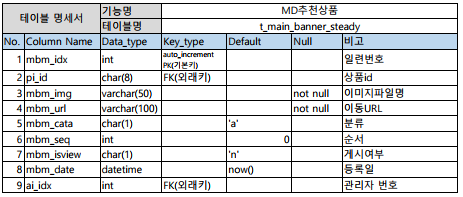 테이블 명세서 기능명 MD추천상품
테이블명 t_main_banner_steady
No. Column Name Data_type Key_type Default Null 비고
1 mbm_idx int auto_increment PK(기본키) 일련번호
2 pi_id char(8) FK(외래키) 상품id
3 mbm_img varchar(50) not null 이미지파일명
4 mbm_url varchar(100) not null 이동URL
5 mbm_cata char(1) 'a' 분류
6 mbm_seq int 0 순서
7 mbm_isview char(1) 'n' 게시여부
8 mbm_date datetime now() 등록일
9 ai_idx int FK(외래키) 관리자 번호